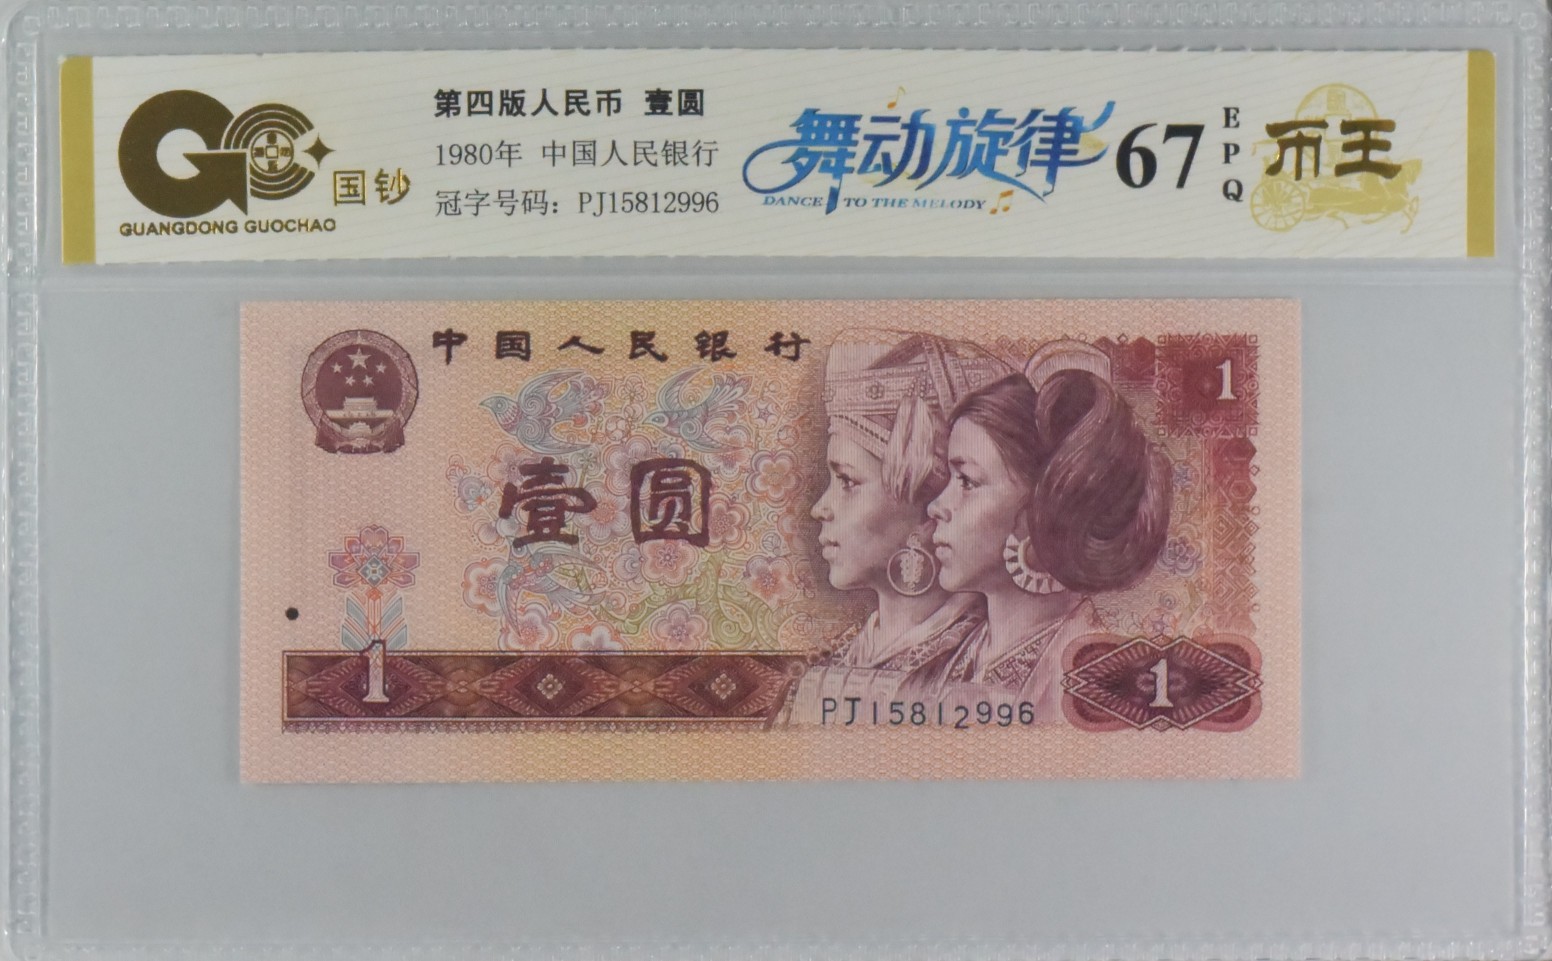 国钞
GUANGDONG GUOCHAO
第四版人民币 壹圆
1980年 中国人民银行
冠字号码：PJ15812996
舞动旋律
DANCE TO THE MELODY
67
EPQ
币王
中国人民银行
1
壹圆
1
PJ15812996
1